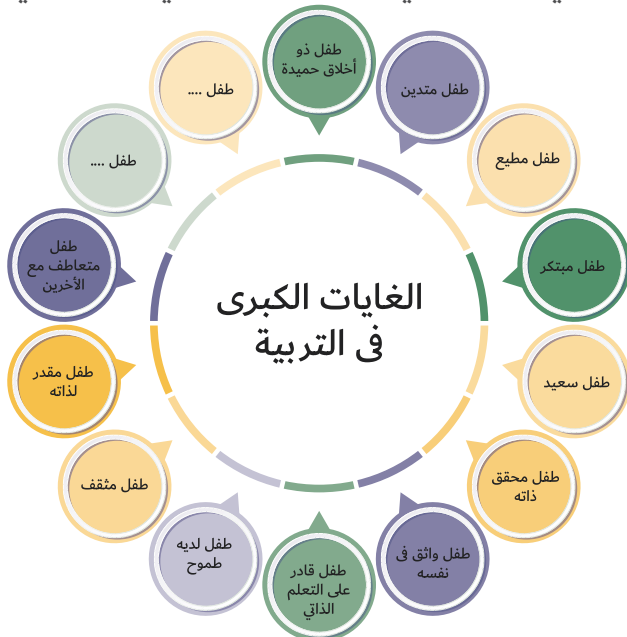 الغايات الكبرى
فى التربية
طفل ذو
أخلاق حميدة
طفل متدين
طفل مطيع
طفل مبتكر
طفل سعيد
طفل محقق
ذاته
طفل واثق فى
نفسه
طفل قادر
على التعلم
الذاتي
طفل لديه
طموح
طفل مثقف
طفل مقدر
لذاته
طفل
متعاطف مع
الأخرين
طفل ....
طفل ....